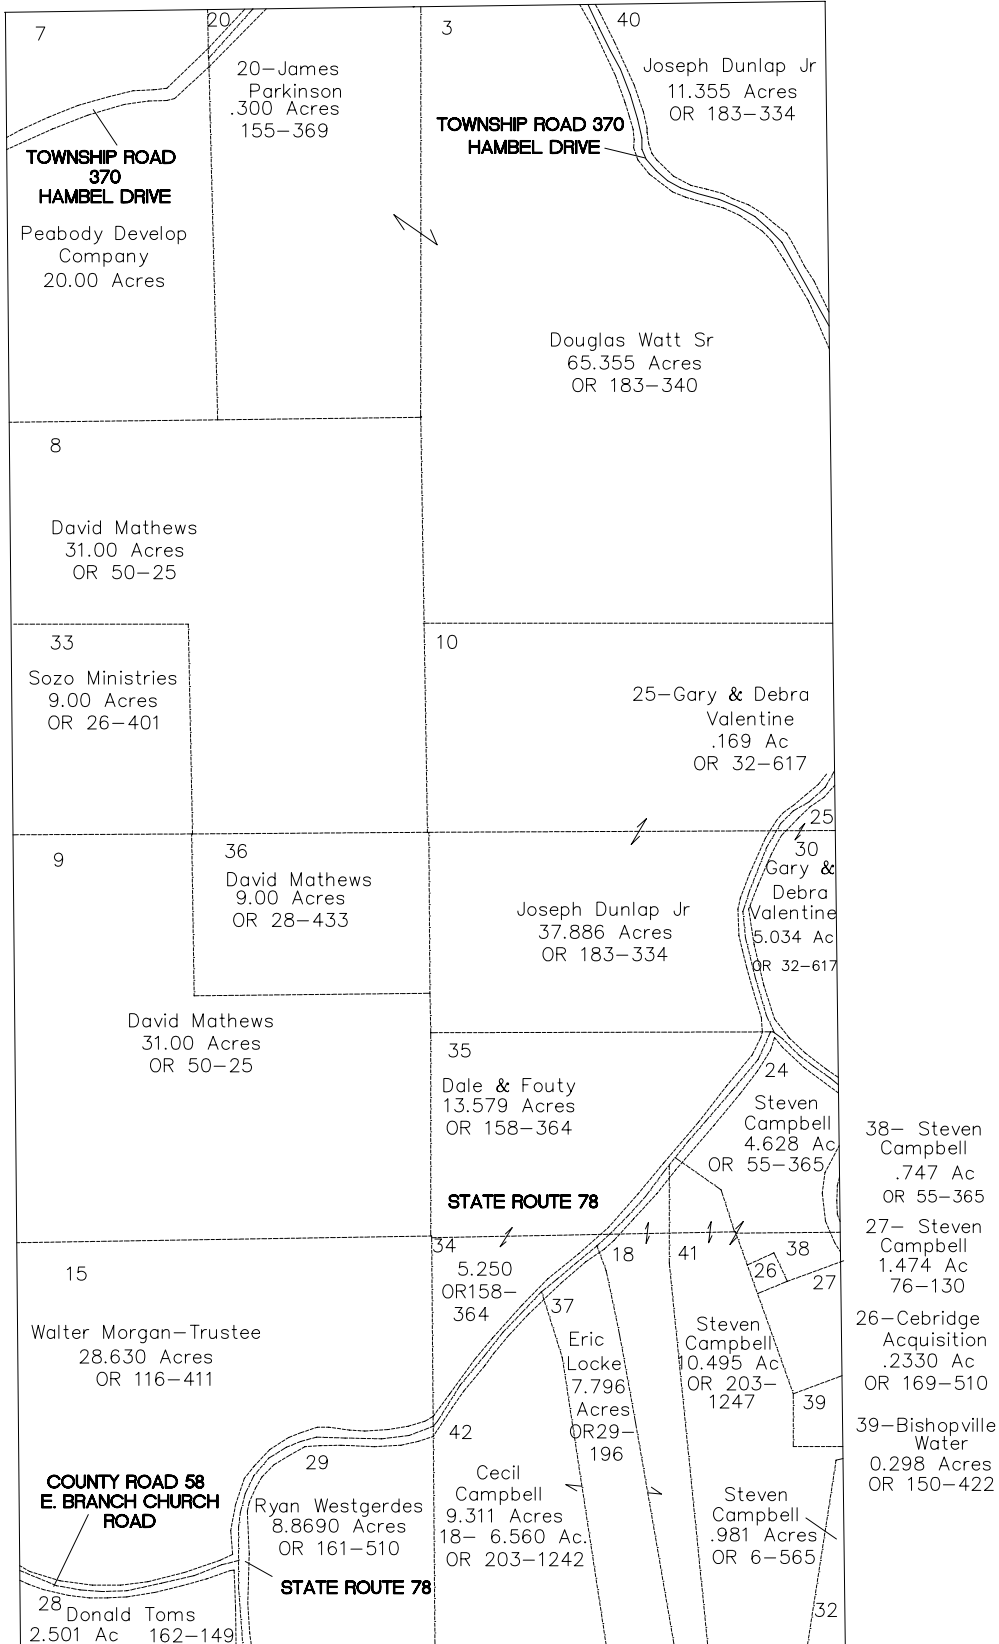 7
20
3
40
20-James
Parkinson
.300 Acres
155-369
Joseph Dunlap Jr
11.355 Acres
OR 183-334
TOWNSHIP ROAD 370
HAMBEL DRIVE
TOWNSHIP ROAD
370
HAMBEL DRIVE
Peabody Develop
Company
20.00 Acres
Douglas Watt Sr
65.355 Acres
OR 183-340
8
David Mathews
31.00 Acres
OR 50-25
33
Sozo Ministries
9.00 Acres
OR 26-401
10
25-Gary & Debra
Valentine
.169 Ac
OR 32-617
25
30
Gary &
Debra
Valentine
5.034 Ac
OR 32-617
9
36
David Mathews
9.00 Acres
OR 28-433
Joseph Dunlap Jr
37.886 Acres
OR 183-334
David Mathews
31.00 Acres
OR 50-25
35
Dale & Fouty
13.579 Acres
OR 158-364
24
Steven
Campbell
4.628 Ac
OR 55-365
38- Steven
Campbell
.747 Ac
OR 55-365
STATE ROUTE 78
27- Steven
Campbell
1.474 Ac
76-130
34
5.250
OR158-
364
18
41
38
26
27
15
Walter Morgan-Trustee
28.630 Acres
OR 116-411
37
Eric
Locke
7.796
Acres
OR29-
196
Steven
Campbell
10.495 Ac
OR 203-
1247
26-Cebridge
Acquisition
.2330 Ac
OR 169-510
39
39-Bishopville
Water
0.298 Acres
OR 150-422
42
29
COUNTY ROAD 58
E. BRANCH CHURCH
ROAD
Ryan Westgerdes
8.8690 Acres
OR 161-510
Cecil
Campbell
9.311 Acres
18- 6.560 Ac.
OR 203-1242
Steven
Campbell
.981 Acres
OR 6-565
STATE ROUTE 78
28
Donald Toms
2.501 Ac 162-149
32